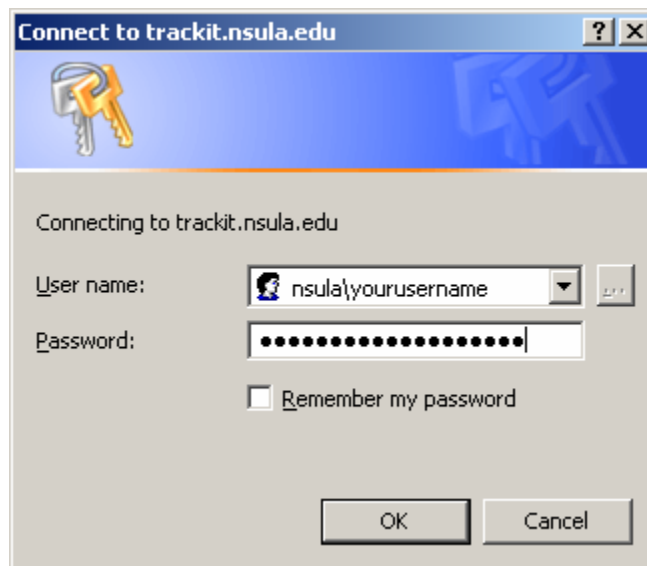 Connect to trackit.nsula.edu
Connecting to trackit.nsula.edu
User name: nsula\yourusername
Password: ●●●●●●●●●●●●●●●●●●●
Remember my password
OK Cancel